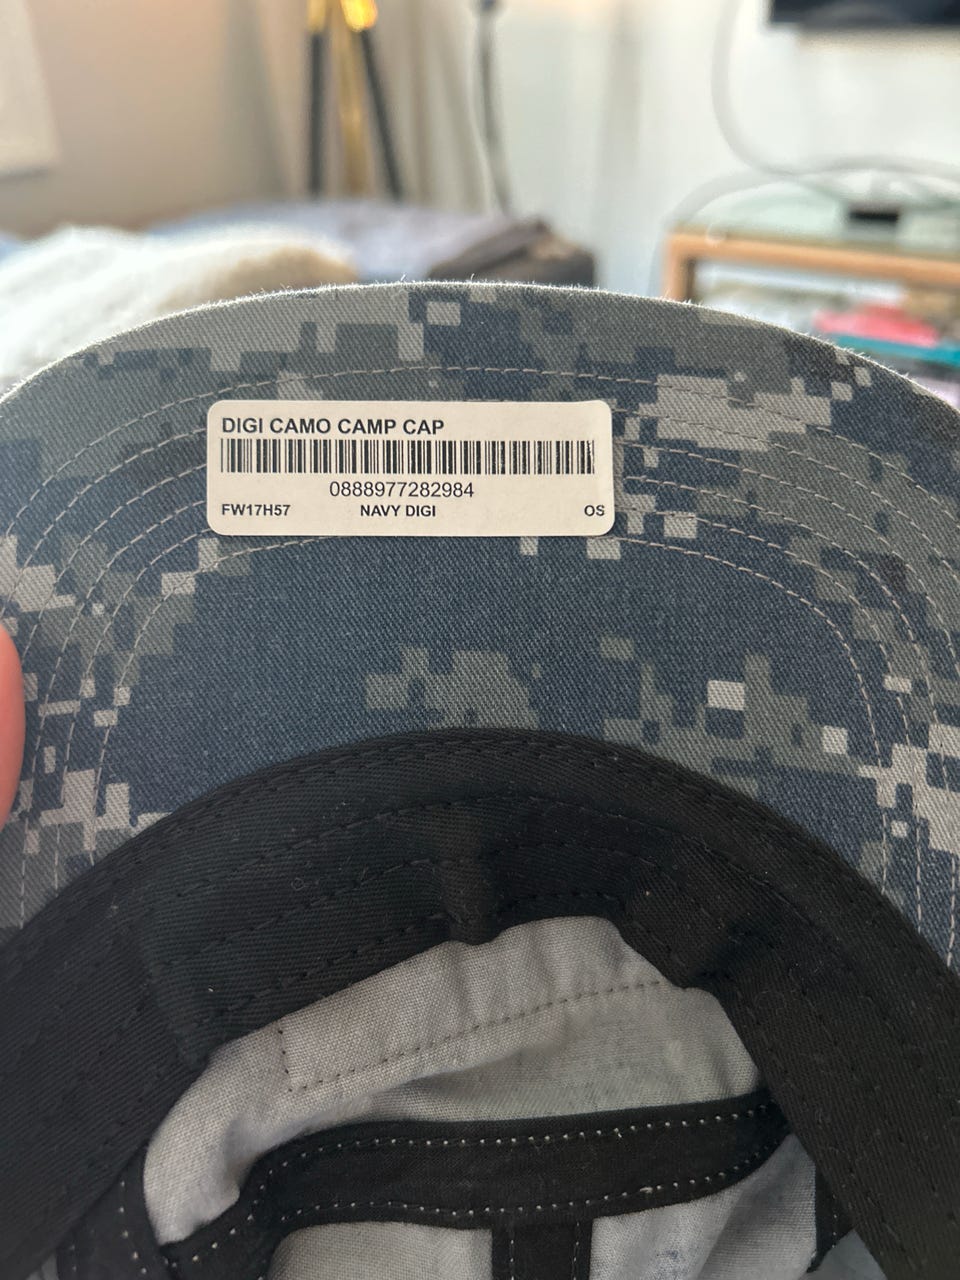 DIGI CAMO CAMP CAP
0888977282984
FW17H57 NAVY DIGI OS